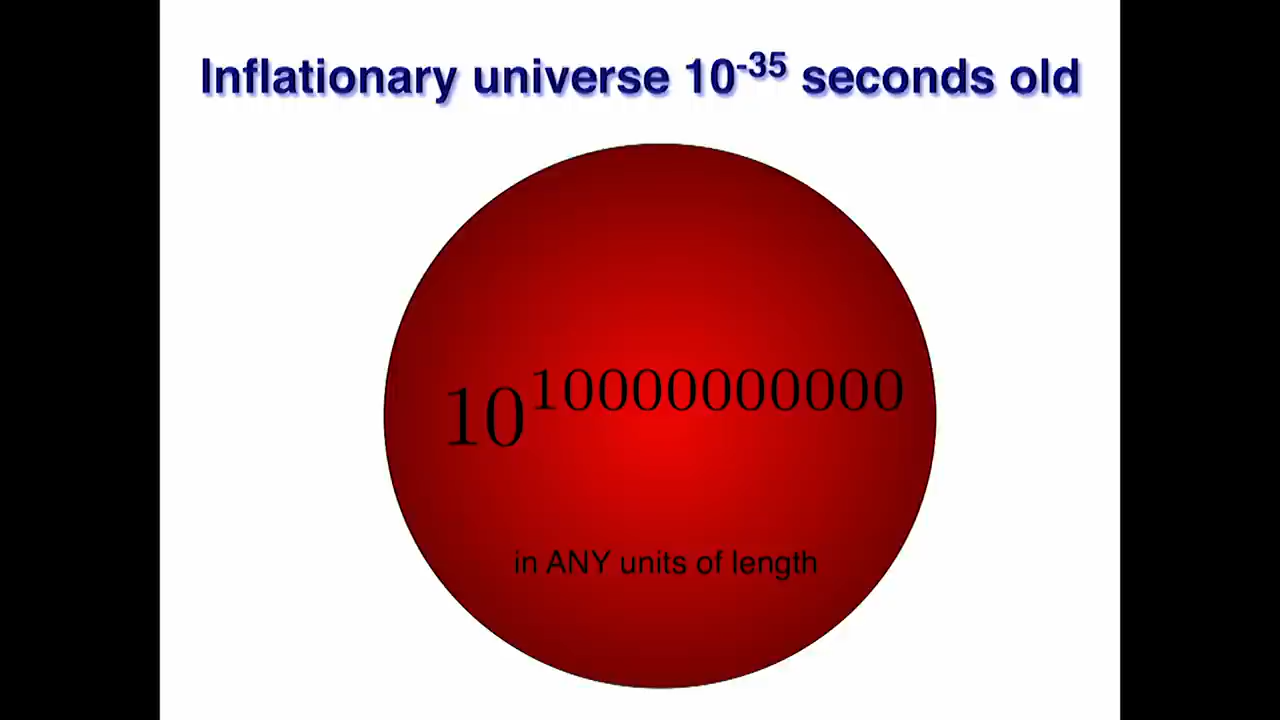 Inflationary universe 10⁻³⁵ seconds old
10¹⁰⁰⁰⁰⁰⁰⁰⁰⁰⁰
in ANY units of length